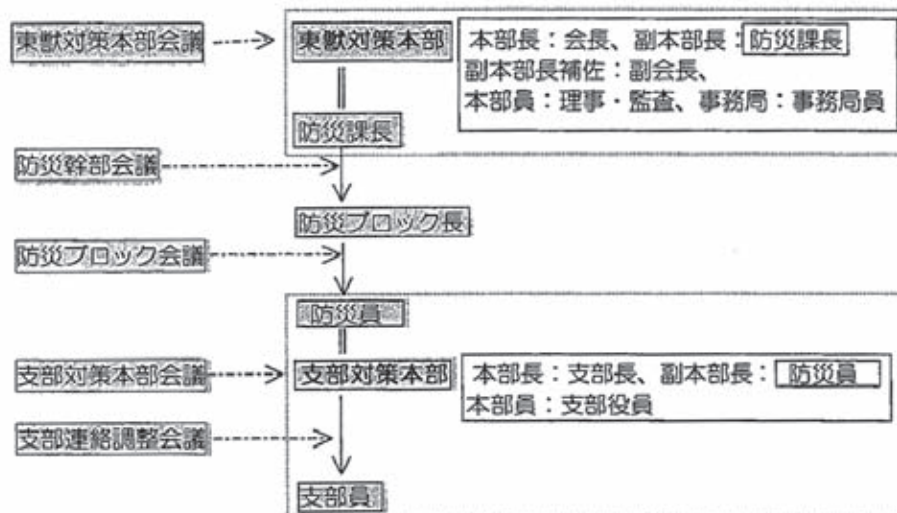 東獣対策本部会議
東獣対策本部
本部長：会長、副本部長：防災課長
副本部長補佐：副会長、
本部員：理事・監査、事務局：事務局員
防災課長
防災幹部会議
防災ブロック長
防災ブロック会議
防災員
支部対策本部会議
支部対策本部
本部長：支部長、副本部長：防災員
本部員：支部役員
支部連絡調整会議
支部員